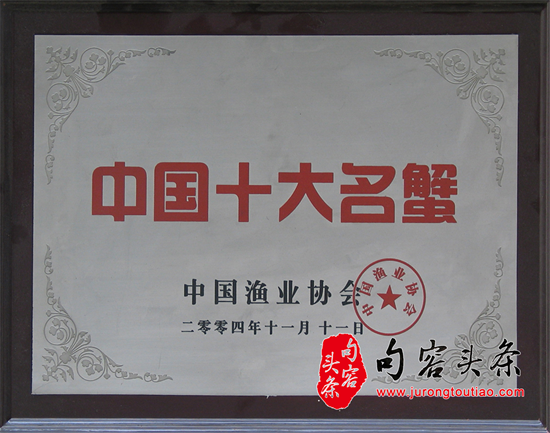 中国十大名蟹
中国渔业协会
中国渔业协会
二零零四年十一月十一日
句容头条
句容头条
www.jurongtoutiao.com